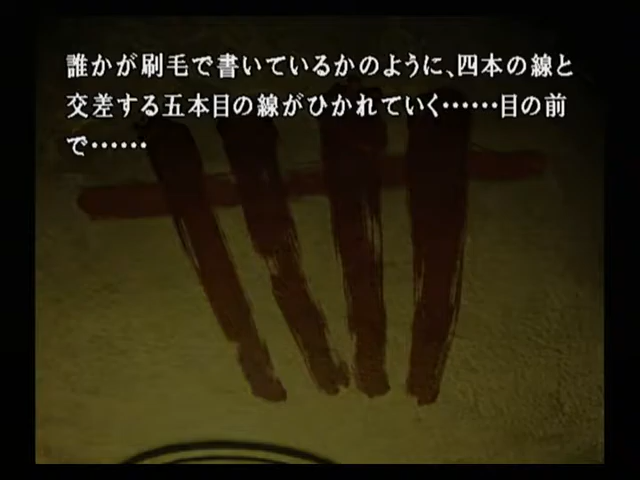 誰かが刷毛で書いているかのように、四本の線と
交差する五本目の線がひかれていく……目の前
で……